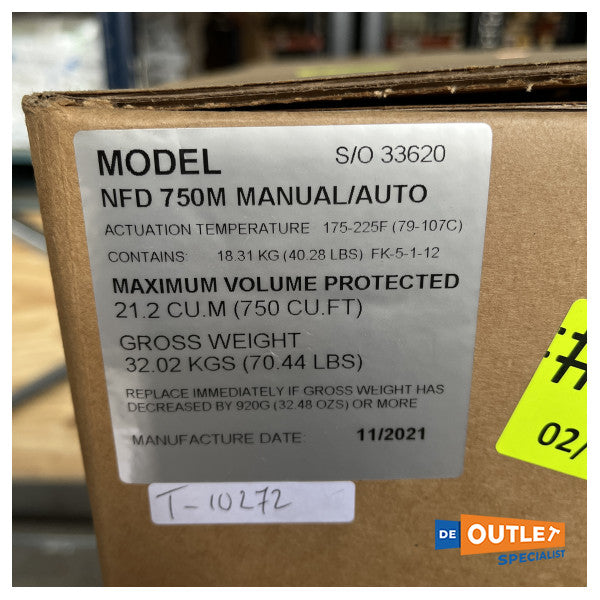 MODEL S/O 33620
NFD 750M MANUAL/AUTO
ACTUATION TEMPERATURE 175-225F (79-107C)
CONTAINS: 18.31 KG (40.28 LBS) FK-5-1-12
MAXIMUM VOLUME PROTECTED
21.2 CU.M (750 CU.FT)
GROSS WEIGHT
32.02 KGS (70.44 LBS)
REPLACE IMMEDIATELY IF GROSS WEIGHT HAS
DECREASED BY 920G (32.48 OZS) OR MORE
MANUFACTURE DATE: 11/2021
T-10272
#
02/
DE OUTLET
SPECIALIST